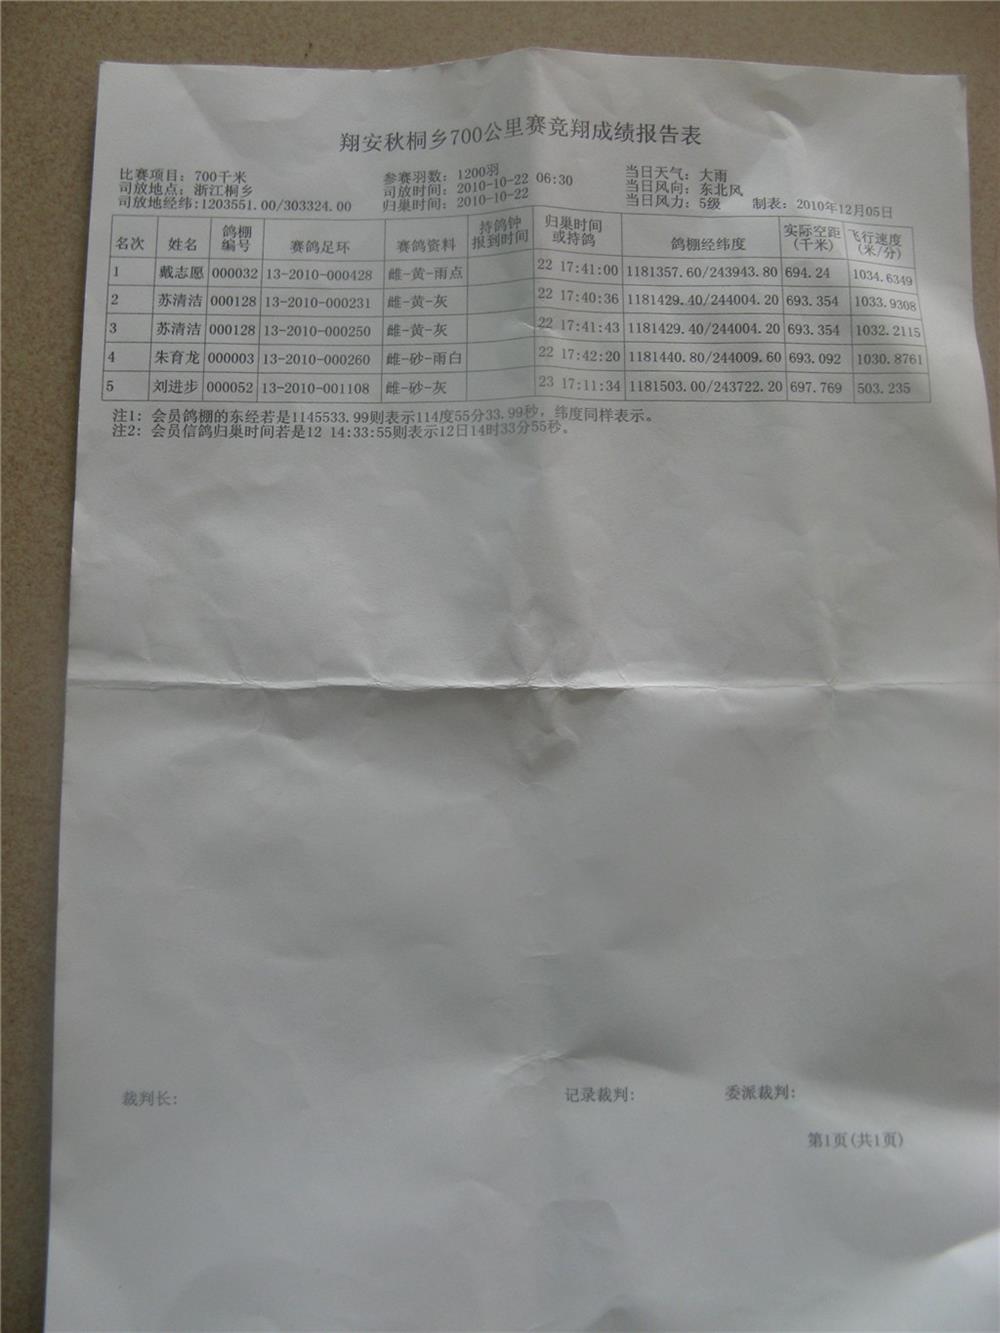 翔安秋桐乡700公里赛竞翔成绩报告表
比赛项目: 700千米 参赛羽数: 1200羽 当日天气: 大雨
司放地点: 浙江桐乡 司放时间: 2010-10-22 06:30 当日风向: 东北风
司放地经纬:1203551.00/303324.00 归巢时间: 2010-10-22 当日风力: 5级 制表: 2010年12月05日
名次 姓名 鸽棚编号 赛鸽足环 赛鸽资料 持鸽钟报到时间 归巢时间或持鸽 鸽棚经纬度 实际空距(千米) 飞行速度(米/分)
1 戴志愿 000032 13-2010-000428 雌-黄-雨点 22 17:41:00 1181357.60/243943.80 694.24 1034.6349
2 苏清洁 000128 13-2010-000231 雌-黄-灰 22 17:40:36 1181429.40/244004.20 693.354 1033.9308
3 苏清洁 000128 13-2010-000250 雌-黄-灰 22 17:41:43 1181429.40/244004.20 693.354 1032.2115
4 朱育龙 000003 13-2010-000260 雌-砂-雨白 22 17:42:20 1181440.80/244009.60 693.092 1030.8761
5 刘进步 000052 13-2010-001108 雌-砂-灰 23 17:11:34 1181503.00/243722.20 697.769 503.235
注1: 会员鸽棚的东经若是1145533.99则表示114度55分33.99秒，纬度同样表示。
注2: 会员信鸽归巢时间若是12 14:33:55则表示12日14时33分55秒。
裁判长: 记录裁判: 委派裁判:
第1页(共1页)